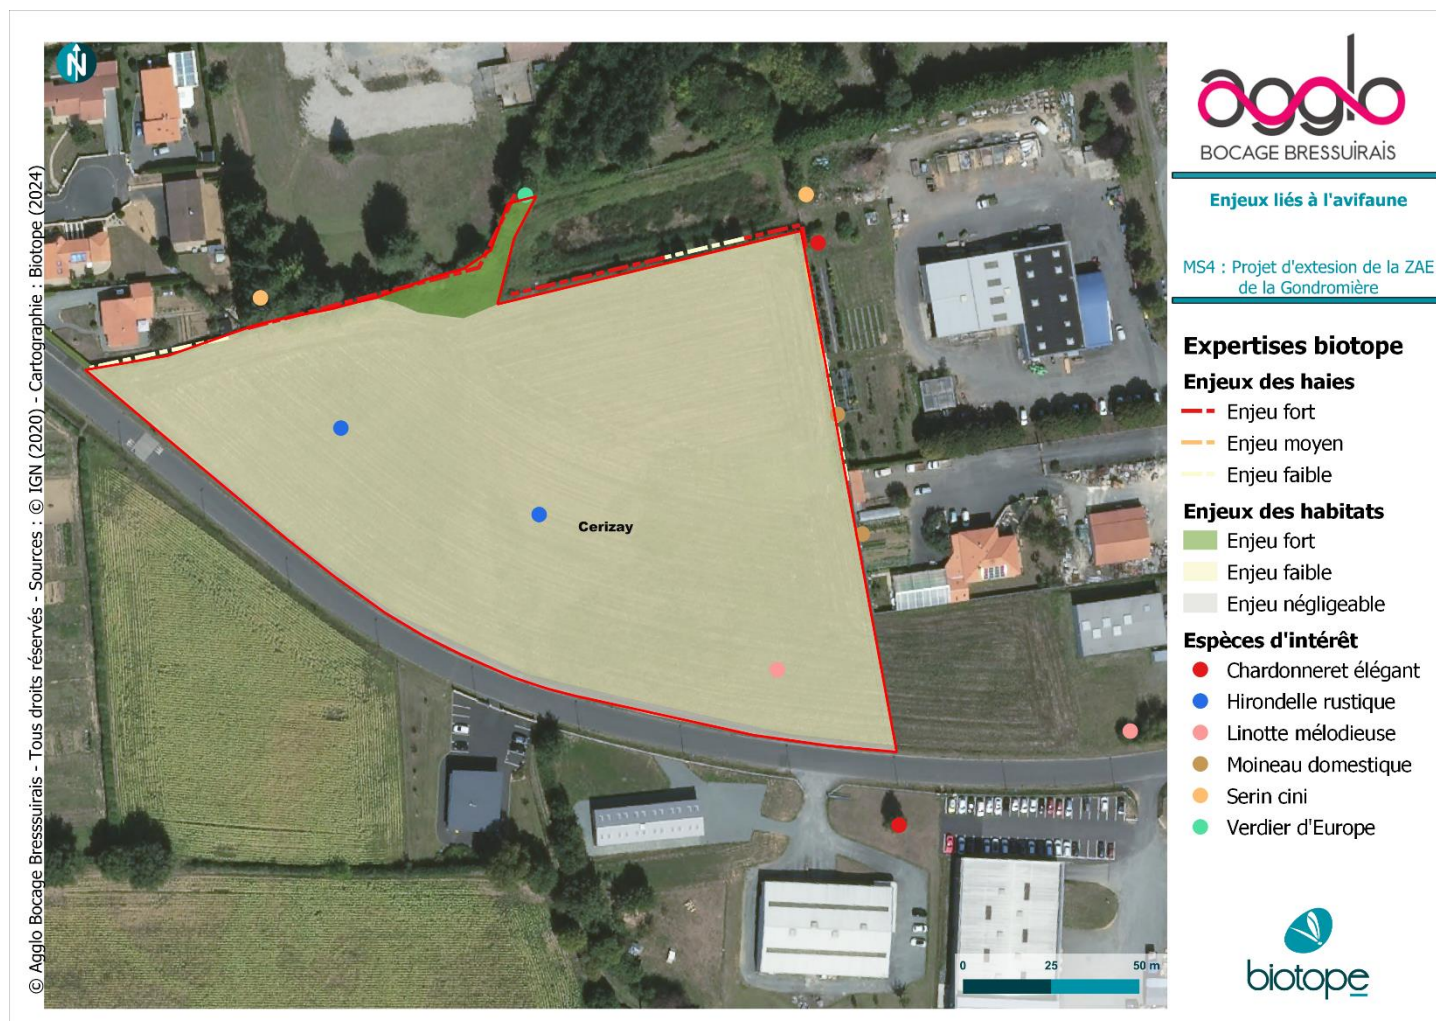 N
© Agglo Bocage Bresssuirais - Tous droits réservés - Sources : © IGN (2020) - Cartographie : Biotope (2024)
Cerizay
0 25 50 m
agglo
BOCAGE BRESSUIRAIS
Enjeux liés à l'avifaune
MS4 : Projet d'extesion de la ZAE
de la Gondromière
Expertises biotope
Enjeux des haies
Enjeu fort
Enjeu moyen
Enjeu faible
Enjeux des habitats
Enjeu fort
Enjeu faible
Enjeu négligeable
Espèces d'intérêt
Chardonneret élégant
Hirondelle rustique
Linotte mélodieuse
Moineau domestique
Serin cini
Verdier d'Europe
biotope